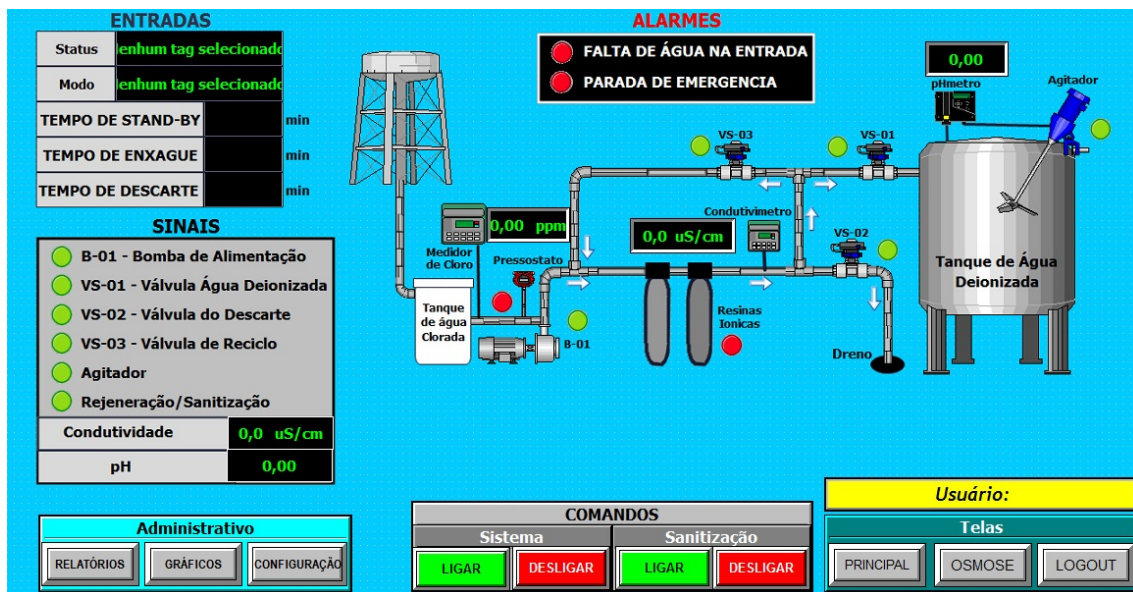 ENTRADAS
Status
enhum tag selecionado
Modo
enhum tag selecionado
TEMPO DE STAND-BY
min
TEMPO DE ENXAGUE
min
TEMPO DE DESCARTE
min
SINAIS
B-01 - Bomba de Alimentação
VS-01 - Válvula Água Deionizada
VS-02 - Válvula do Descarte
VS-03 - Válvula de Reciclo
Agitador
Rejeneração/Sanitização
Condutividade
0,0 uS/cm
pH
0,00
ALARMES
FALTA DE ÁGUA NA ENTRADA
PARADA DE EMERGENCIA
0,00
pHmetro
Agitador
VS-03
VS-01
Condutivimetro
0,00 ppm
0,0 uS/cm
VS-02
Medidor
de Cloro
Pressostato
Tanque
de água
Clorada
B-01
Resinas
Ionicas
Dreno
Tanque de Água
Deionizada
Administrativo
RELATÓRIOS
GRÁFICOS
CONFIGURAÇÃO
COMANDOS
Sistema
Sanitização
LIGAR
DESLIGAR
LIGAR
DESLIGAR
Usuário:
Telas
PRINCIPAL
OSMOSE
LOGOUT